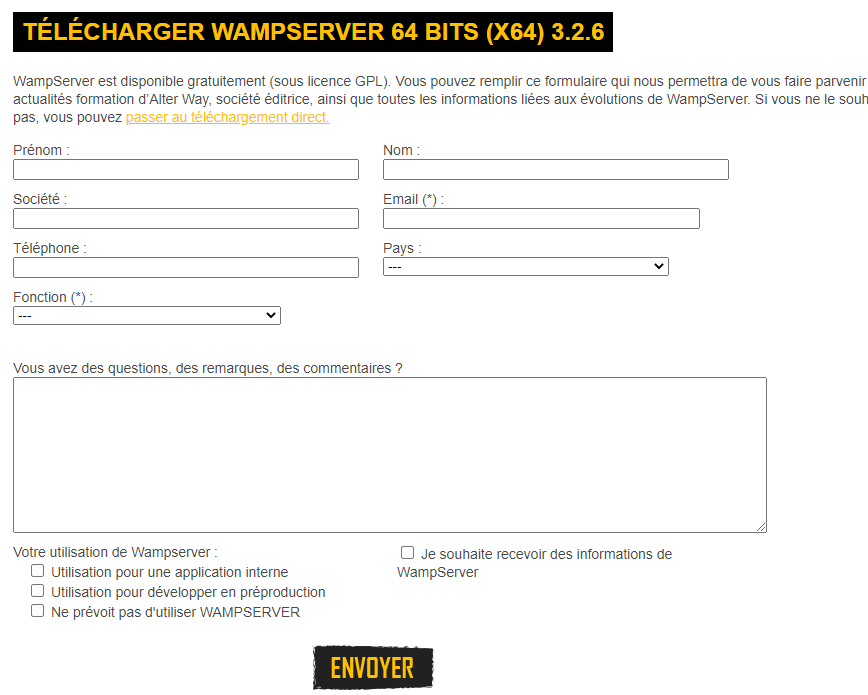 TÉLÉCHARGER WAMPSERVER 64 BITS (X64) 3.2.6
WampServer est disponible gratuitement (sous licence GPL). Vous pouvez remplir ce formulaire qui nous permettra de vous faire parvenir
actualités formation d'Alter Way, société éditrice, ainsi que toutes les informations liées aux évolutions de WampServer. Si vous ne le souh
pas, vous pouvez passer au téléchargement direct.
Prénom : Nom :
Société : Email (*) :
Téléphone : Pays :
---
Fonction (*) :
---
Vous avez des questions, des remarques, des commentaires ?
Votre utilisation de Wampserver :
Utilisation pour une application interne
Utilisation pour développer en préproduction
Ne prévoit pas d'utiliser WAMPSERVER
Je souhaite recevoir des informations de
WampServer
ENVOYER